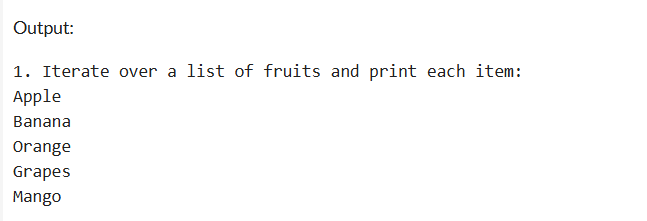 Output:
1. Iterate over a list of fruits and print each item:
Apple
Banana
Orange
Grapes
Mango